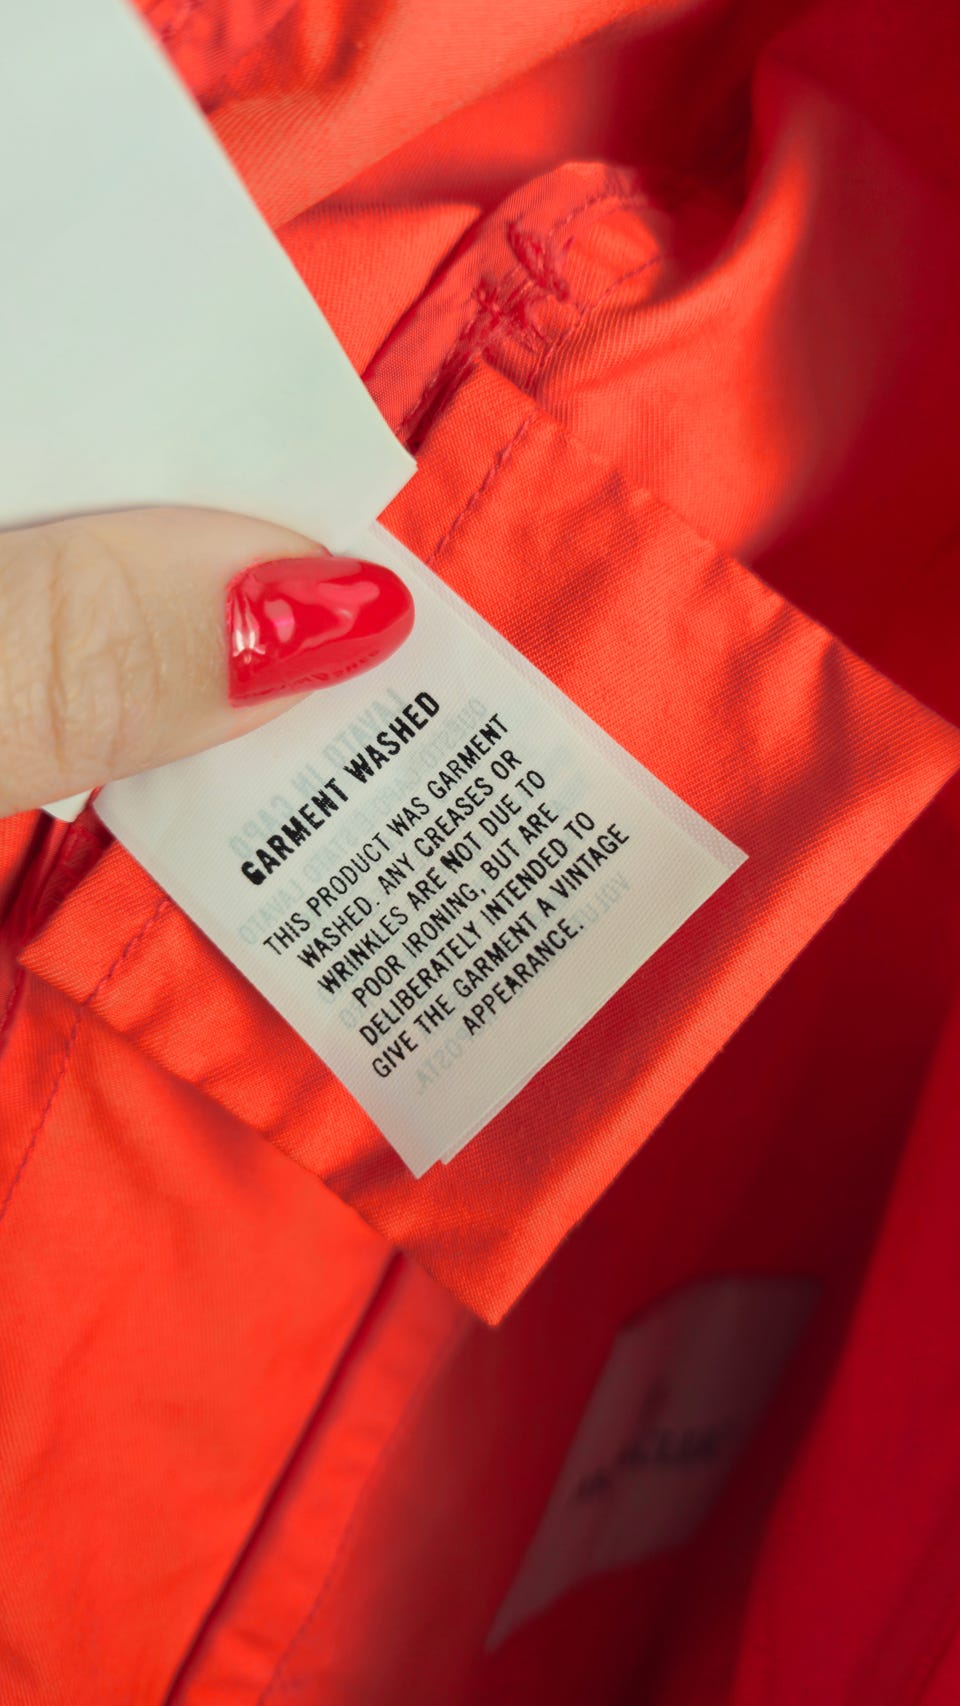 GARMENT WASHED
THIS PRODUCT WAS GARMENT
WASHED. ANY CREASES OR
WRINKLES ARE NOT DUE TO
POOR IRONING, BUT ARE
DELIBERATELY INTENDED TO
GIVE THE GARMENT A VINTAGE
APPEARANCE.